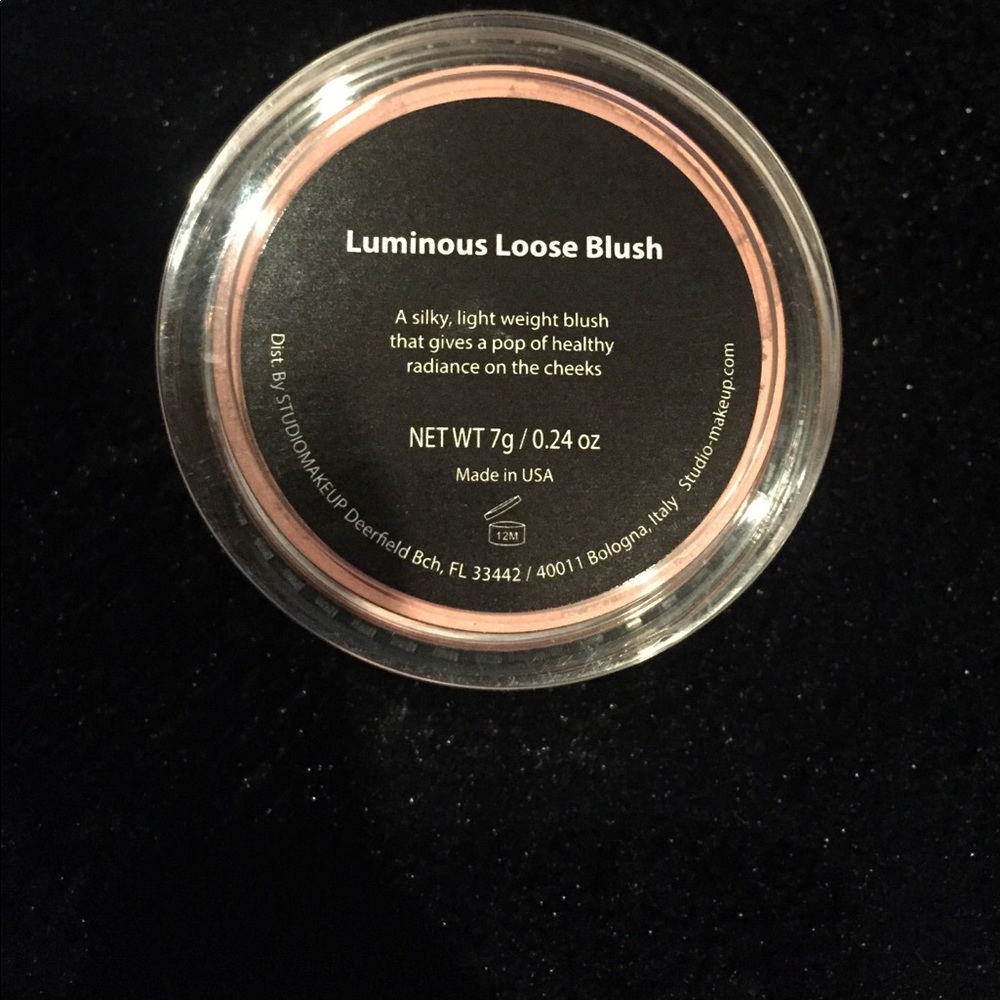 Luminous Loose Blush
A silky, light weight blush
that gives a pop of healthy
radiance on the cheeks
NET WT 7g / 0.24 oz
Made in USA
12M
Dist. By STUDIOMAKEUP Deerfield Bch, FL 33442 / 40011 Bologna, Italy Studio-makeup.com